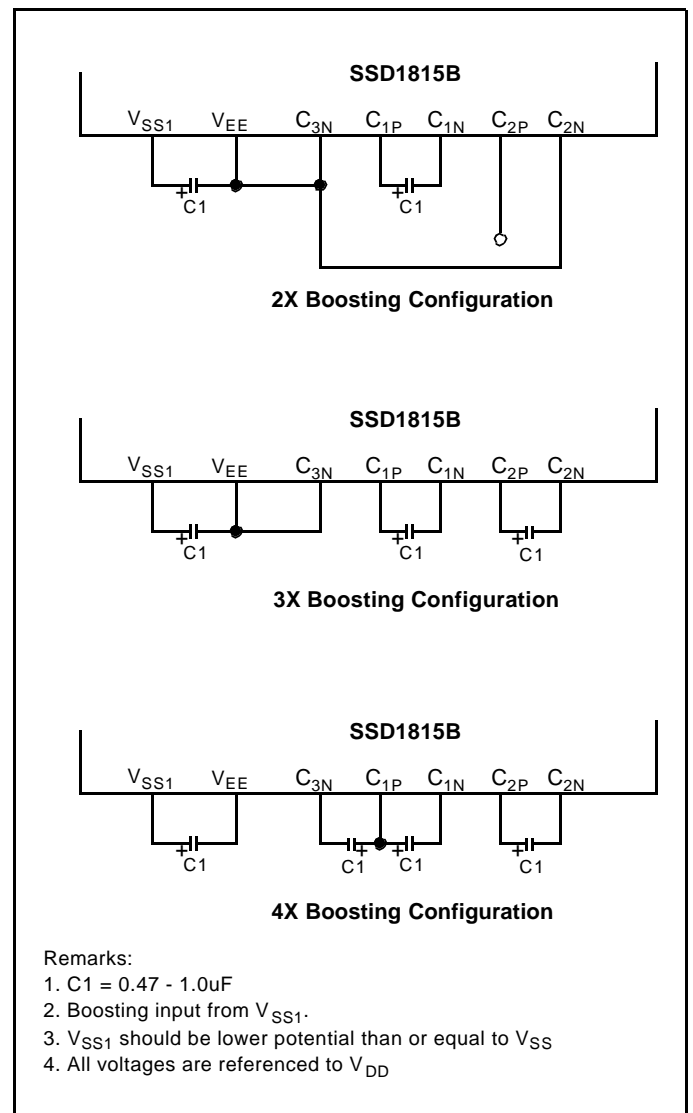 SSD1815B
VSS1 VEE C3N C1P C1N C2P C2N
+ C1 + C1
2X Boosting Configuration
SSD1815B
VSS1 VEE C3N C1P C1N C2P C2N
+ C1 + C1 + C1
3X Boosting Configuration
SSD1815B
VSS1 VEE C3N C1P C1N C2P C2N
+ C1 C1 + + C1 + C1
4X Boosting Configuration
Remarks:
1. C1 = 0.47 - 1.0uF
2. Boosting input from VSS1.
3. VSS1 should be lower potential than or equal to VSS
4. All voltages are referenced to VDD